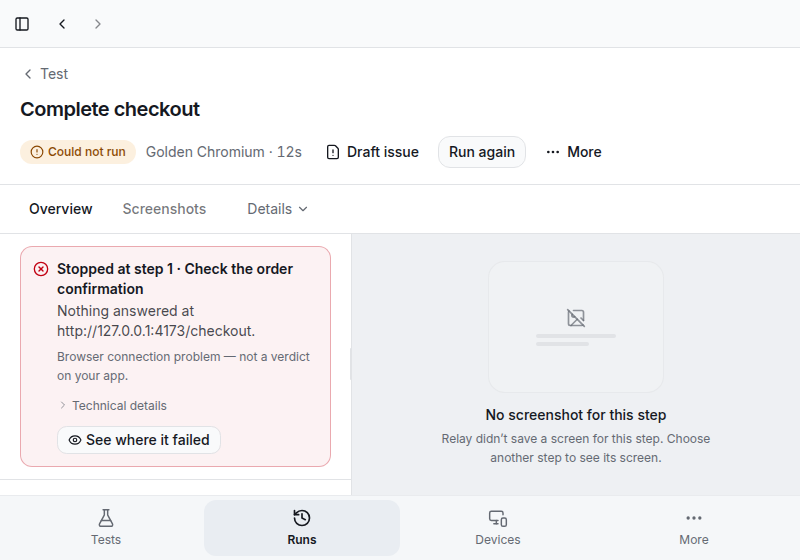 Test
Complete checkout
Could not run
Golden Chromium · 12s
Draft issue
Run again
More
Overview
Screenshots
Details
Stopped at step 1 · Check the order
confirmation
Nothing answered at
http://127.0.0.1:4173/checkout.
Browser connection problem — not a verdict
on your app.
Technical details
See where it failed
No screenshot for this step
Relay didn't save a screen for this step. Choose
another step to see its screen.
Tests
Runs
Devices
More